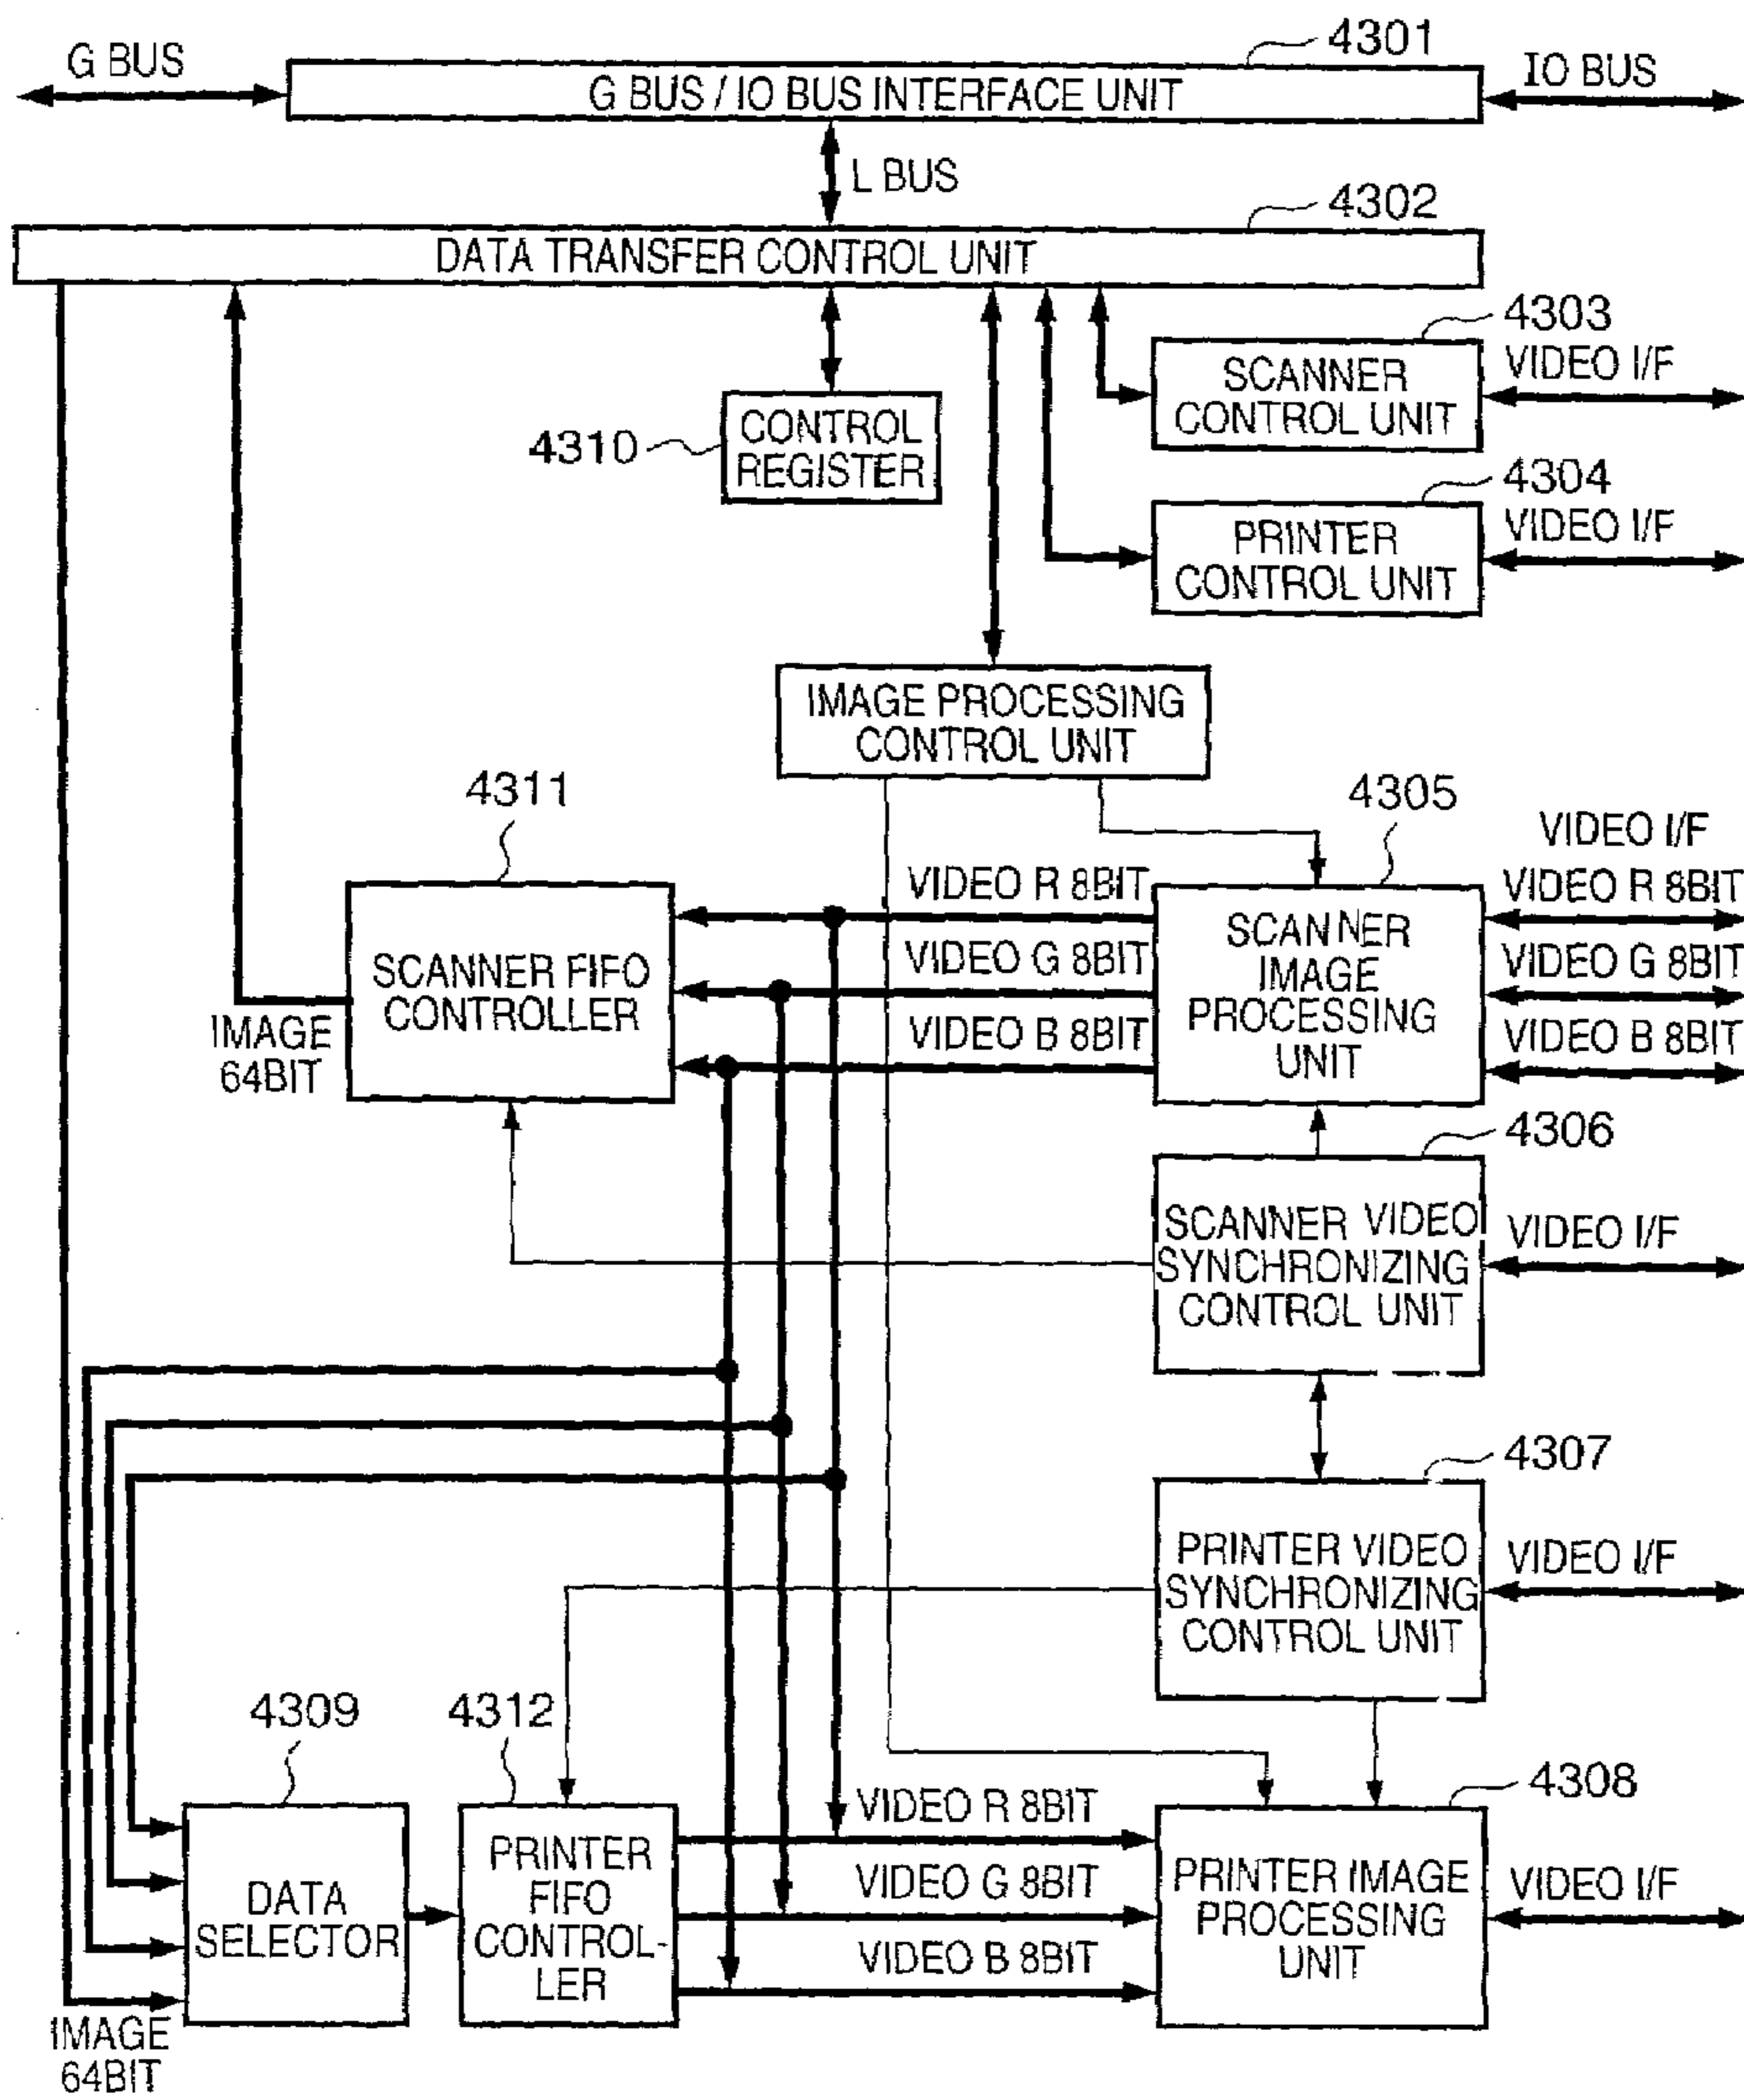 4301
G BUS
G BUS / IO BUS INTERFACE UNIT
IO BUS
L BUS
4302
DATA TRANSFER CONTROL UNIT
4303
SCANNER
CONTROL UNIT
VIDEO I/F
4310
CONTROL
REGISTER
4304
PRINTER
CONTROL UNIT
VIDEO I/F
IMAGE PROCESSING
CONTROL UNIT
4311
SCANNER FIFO
CONTROLLER
IMAGE
64BIT
VIDEO R 8BIT
VIDEO G 8BIT
VIDEO B 8BIT
4305
SCANNER
IMAGE
PROCESSING
UNIT
VIDEO I/F
VIDEO R 8BIT
VIDEO G 8BIT
VIDEO B 8BIT
4306
SCANNER VIDEO
SYNCHRONIZING
CONTROL UNIT
VIDEO I/F
4307
PRINTER VIDEO
SYNCHRONIZING
CONTROL UNIT
VIDEO I/F
4309
DATA
SELECTOR
IMAGE
64BIT
4312
PRINTER
FIFO
CONTROL-
LER
VIDEO R 8BIT
VIDEO G 8BIT
VIDEO B 8BIT
4308
PRINTER IMAGE
PROCESSING
UNIT
VIDEO I/F